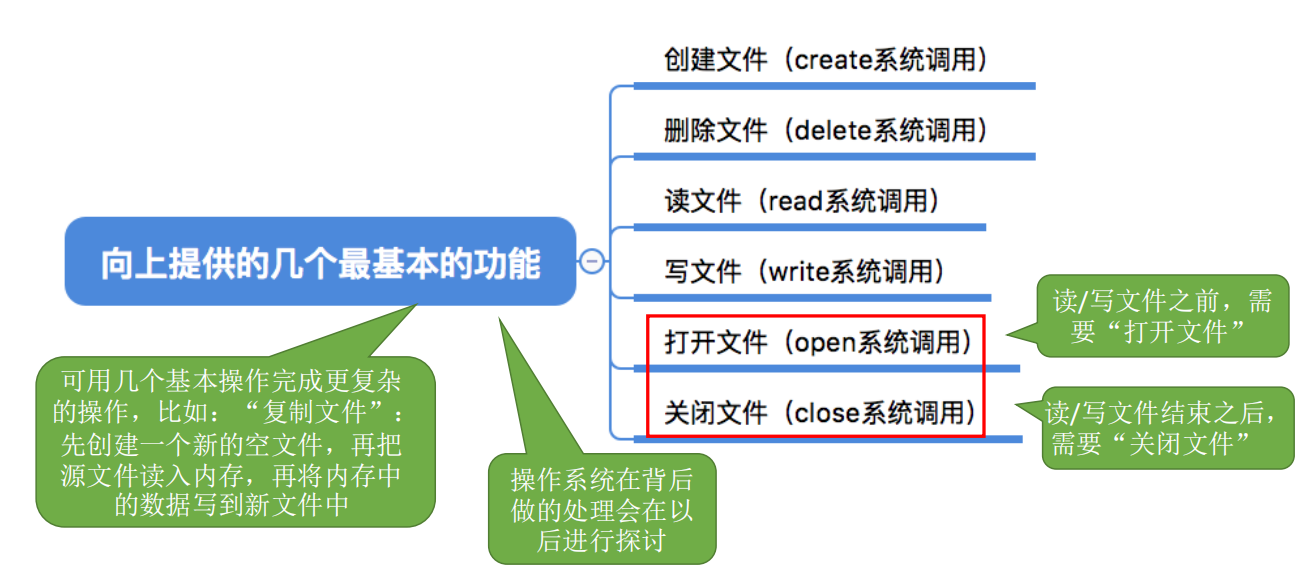 创建文件（create系统调用）
删除文件（delete系统调用）
读文件（read系统调用）
向上提供的几个最基本的功能
写文件（write系统调用）
读/写文件之前，需
要“打开文件”
打开文件（open系统调用）
关闭文件（close系统调用）
读/写文件结束之后，
需要“关闭文件”
可用几个基本操作完成更复杂
的操作，比如：“复制文件”：
先创建一个新的空文件，再把
源文件读入内存，再将内存中
的数据写到新文件中
操作系统在背后
做的处理会在以
后进行探讨